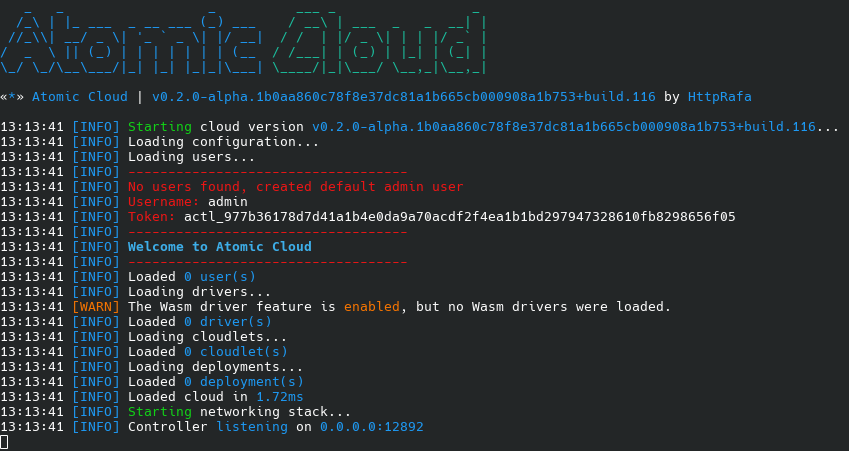 Atomic Cloud
«*» Atomic Cloud | v0.2.0-alpha.1b0aa860c78f8e37dc81a1b665cb000908a1b753+build.116 by HttpRafa
13:13:41 [INFO] Starting cloud version v0.2.0-alpha.1b0aa860c78f8e37dc81a1b665cb000908a1b753+build.116...
13:13:41 [INFO] Loading configuration...
13:13:41 [INFO] Loading users...
13:13:41 [INFO] -----------------------------------
13:13:41 [INFO] No users found, created default admin user
13:13:41 [INFO] Username: admin
13:13:41 [INFO] Token: actl_977b36178d7d41a1b4e0da9a70acdf2f4ea1b1bd297947328610fb8298656f05
13:13:41 [INFO] -----------------------------------
13:13:41 [INFO] Welcome to Atomic Cloud
13:13:41 [INFO] -----------------------------------
13:13:41 [INFO] Loaded 0 user(s)
13:13:41 [INFO] Loading drivers...
13:13:41 [WARN] The Wasm driver feature is enabled, but no Wasm drivers were loaded.
13:13:41 [INFO] Loaded 0 driver(s)
13:13:41 [INFO] Loading cloudlets...
13:13:41 [INFO] Loaded 0 cloudlet(s)
13:13:41 [INFO] Loading deployments...
13:13:41 [INFO] Loaded 0 deployment(s)
13:13:41 [INFO] Loaded cloud in 1.72ms
13:13:41 [INFO] Starting networking stack...
13:13:41 [INFO] Controller listening on 0.0.0.0:12892